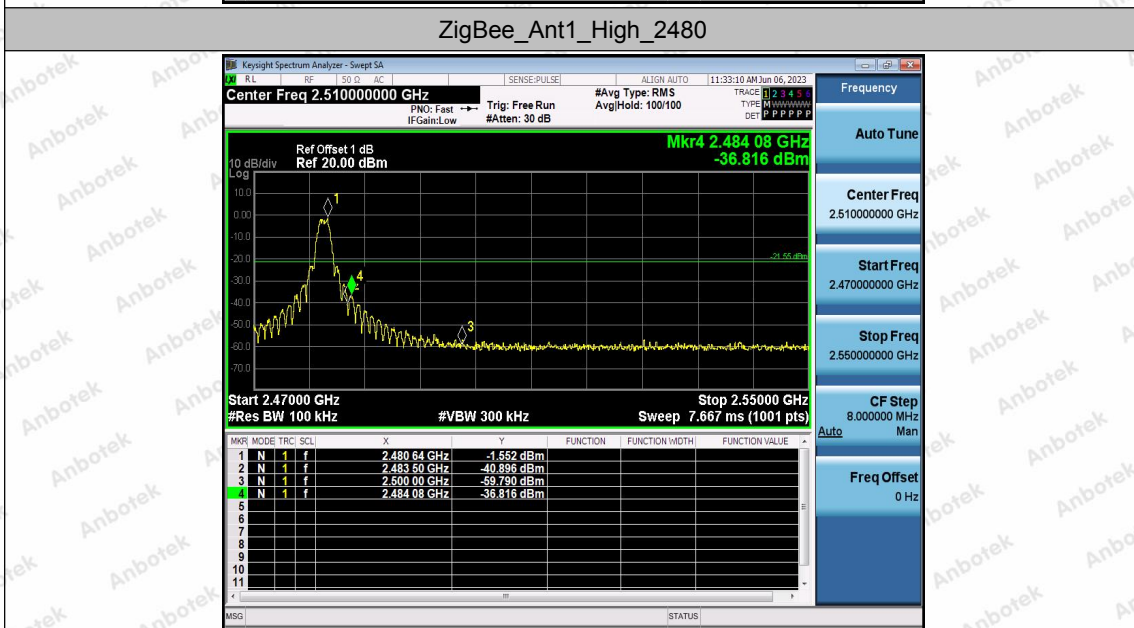 ZigBee_Ant1_High_2480
Keysight Spectrum Analyzer - Swept SA
LXI RL RF 50 Ω AC SENSE:PULSE ALIGN AUTO 11:33:10 AM Jun 06, 2023
Center Freq 2.510000000 GHz
PNO: Fast
IFGain:Low
Trig: Free Run
#Atten: 30 dB
#Avg Type: RMS
Avg|Hold: 100/100
TRACE 1 2 3 4 5 6
TYPE M W W W W W
DET P P P P P P
Frequency
Auto Tune
Center Freq
2.510000000 GHz
Start Freq
2.470000000 GHz
Stop Freq
2.550000000 GHz
CF Step
8.000000 MHz
Auto Man
Freq Offset
0 Hz
Mkr4 2.484 08 GHz
-36.816 dBm
Ref Offset 1 dB
10 dB/div Ref 20.00 dBm
Log
10.0
0.00
-10.0
-20.0
-30.0
-40.0
-50.0
-60.0
-70.0
1
4
3
-21.55 dBm
Start 2.47000 GHz Stop 2.55000 GHz
#Res BW 100 kHz #VBW 300 kHz Sweep 7.667 ms (1001 pts)
MKR MODE TRC SCL X Y FUNCTION FUNCTION WIDTH FUNCTION VALUE
1 N 1 f 2.480 64 GHz -1.552 dBm
2 N 1 f 2.483 50 GHz -40.896 dBm
3 N 1 f 2.500 00 GHz -59.790 dBm
4 N 1 f 2.484 08 GHz -36.816 dBm
5
6
7
8
9
10
11
MSG STATUS
Anbotek